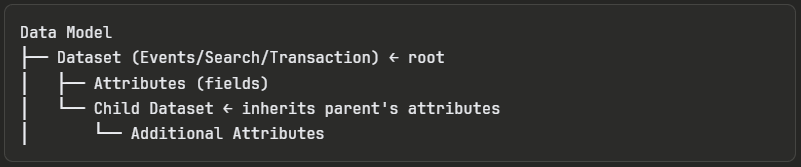 Data Model
├── Dataset (Events/Search/Transaction) ← root
│   ├── Attributes (fields)
│   └── Child Dataset ← inherits parent's attributes
│       └── Additional Attributes